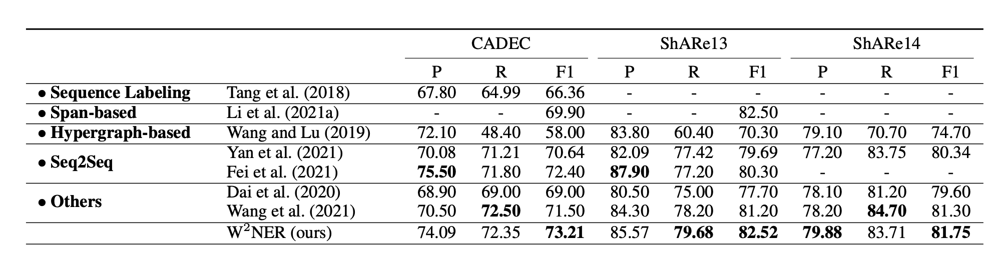 CADEC ShARe13 ShARe14
P R F1 P R F1 P R F1
• Sequence Labeling Tang et al. (2018) 67.80 64.99 66.36 - - - - - -
• Span-based Li et al. (2021a) - - 69.90 - - 82.50 - - -
• Hypergraph-based Wang and Lu (2019) 72.10 48.40 58.00 83.80 60.40 70.30 79.10 70.70 74.70
• Seq2Seq Yan et al. (2021) 70.08 71.21 70.64 82.09 77.42 79.69 77.20 83.75 80.34
Fei et al. (2021) 75.50 71.80 72.40 87.90 77.20 80.30 - - -
• Others Dai et al. (2020) 68.90 69.00 69.00 80.50 75.00 77.70 78.10 81.20 79.60
Wang et al. (2021) 70.50 72.50 71.50 84.30 78.20 81.20 78.20 84.70 81.30
W²NER (ours) 74.09 72.35 73.21 85.57 79.68 82.52 79.88 83.71 81.75